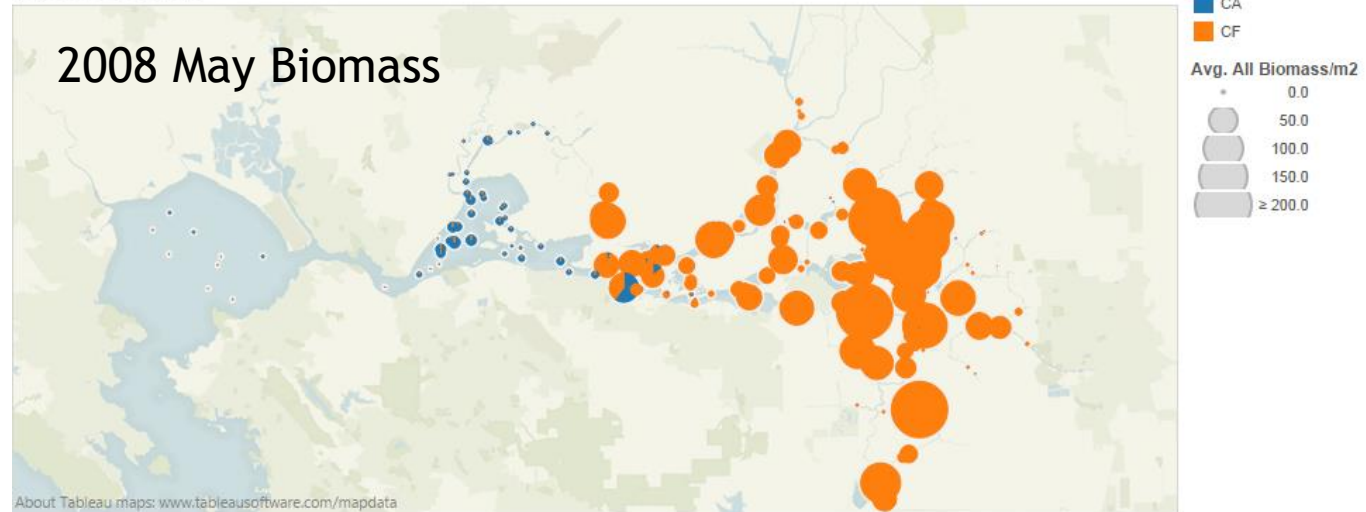 2008 May Biomass
CA
CF
Avg. All Biomass/m2
0.0
50.0
100.0
150.0
≥ 200.0
About Tableau maps: www.tableausoftware.com/mapdata